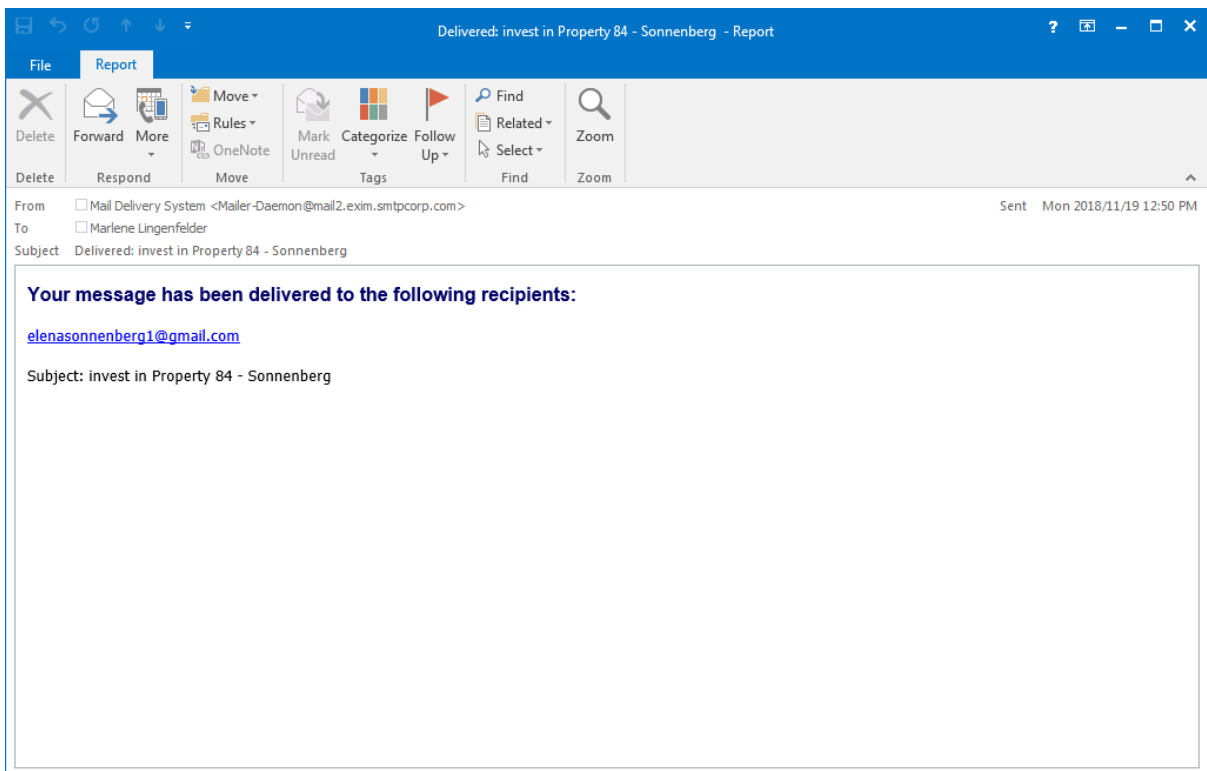 Delivered: invest in Property 84 - Sonnenberg - Report
?
File Report
Delete
Forward
More
Move
Rules
OneNote
Mark Unread
Categorize
Follow Up
Find
Related
Select
Zoom
Delete Respond Move Tags Find Zoom
From Mail Delivery System <Mailer-Daemon@mail2.exim.smtpcorp.com> Sent Mon 2018/11/19 12:50 PM
To Marlene Lingenfelder
Subject Delivered: invest in Property 84 - Sonnenberg
Your message has been delivered to the following recipients:
elenasonnenberg1@gmail.com
Subject: invest in Property 84 - Sonnenberg